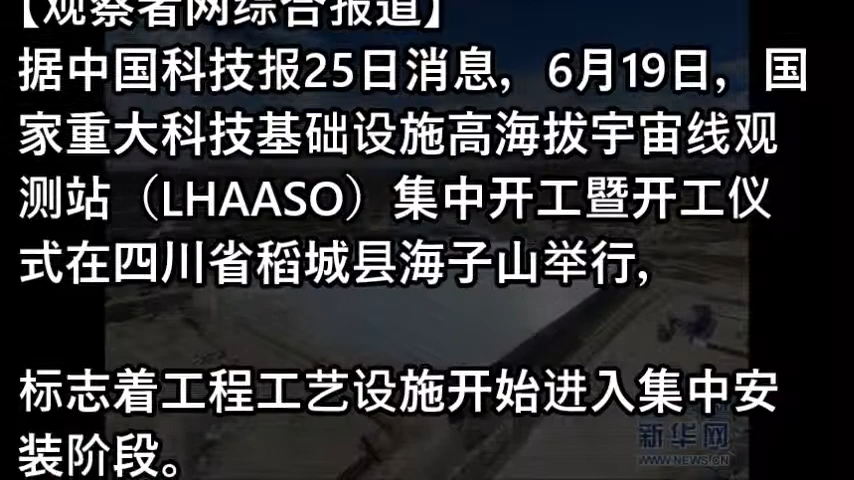 【观察者网综合报道】
据中国科技报25日消息，6月19日，国
家重大科技基础设施高海拔宇宙线观
测站（LHAASO）集中开工暨开工仪
式在四川省稻城县海子山举行,
标志着工程工艺设施开始进入集中安
装阶段。
新华网
WWW.NEWS.CN